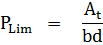 P_Lim = A_t / bd